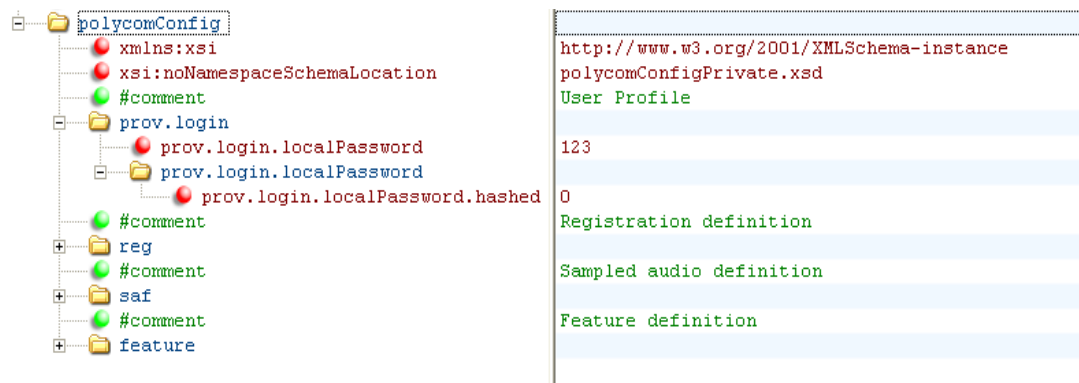 polycomConfig
xmlns:xsi http://www.w3.org/2001/XMLSchema-instance
xsi:noNamespaceSchemaLocation polycomConfigPrivate.xsd
#comment User Profile
prov.login
prov.login.localPassword 123
prov.login.localPassword
prov.login.localPassword.hashed 0
#comment Registration definition
reg
#comment Sampled audio definition
saf
#comment Feature definition
feature